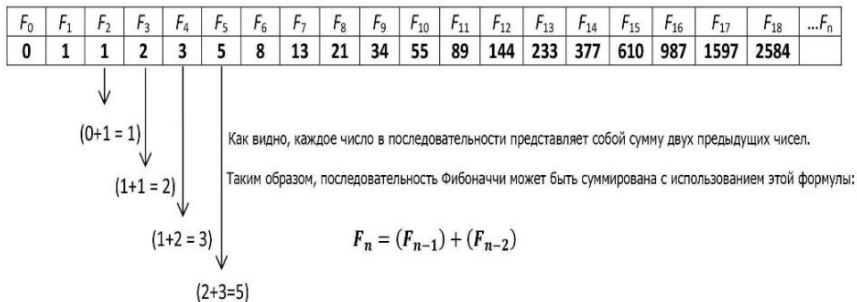 F₀ F₁ F₂ F₃ F₄ F₅ F₆ F₇ F₈ F₉ F₁₀ F₁₁ F₁₂ F₁₃ F₁₄ F₁₅ F₁₆ F₁₇ F₁₈ ...Fₙ
0 1 1 2 3 5 8 13 21 34 55 89 144 233 377 610 987 1597 2584
(0+1 = 1)
Как видно, каждое число в последовательности представляет собой сумму двух предыдущих чисел.
(1+1 = 2)
Таким образом, последовательность Фибоначчи может быть суммирована с использованием этой формулы:
(1+2 = 3)
Fₙ = (Fₙ₋₁) + (Fₙ₋₂)
(2+3=5)